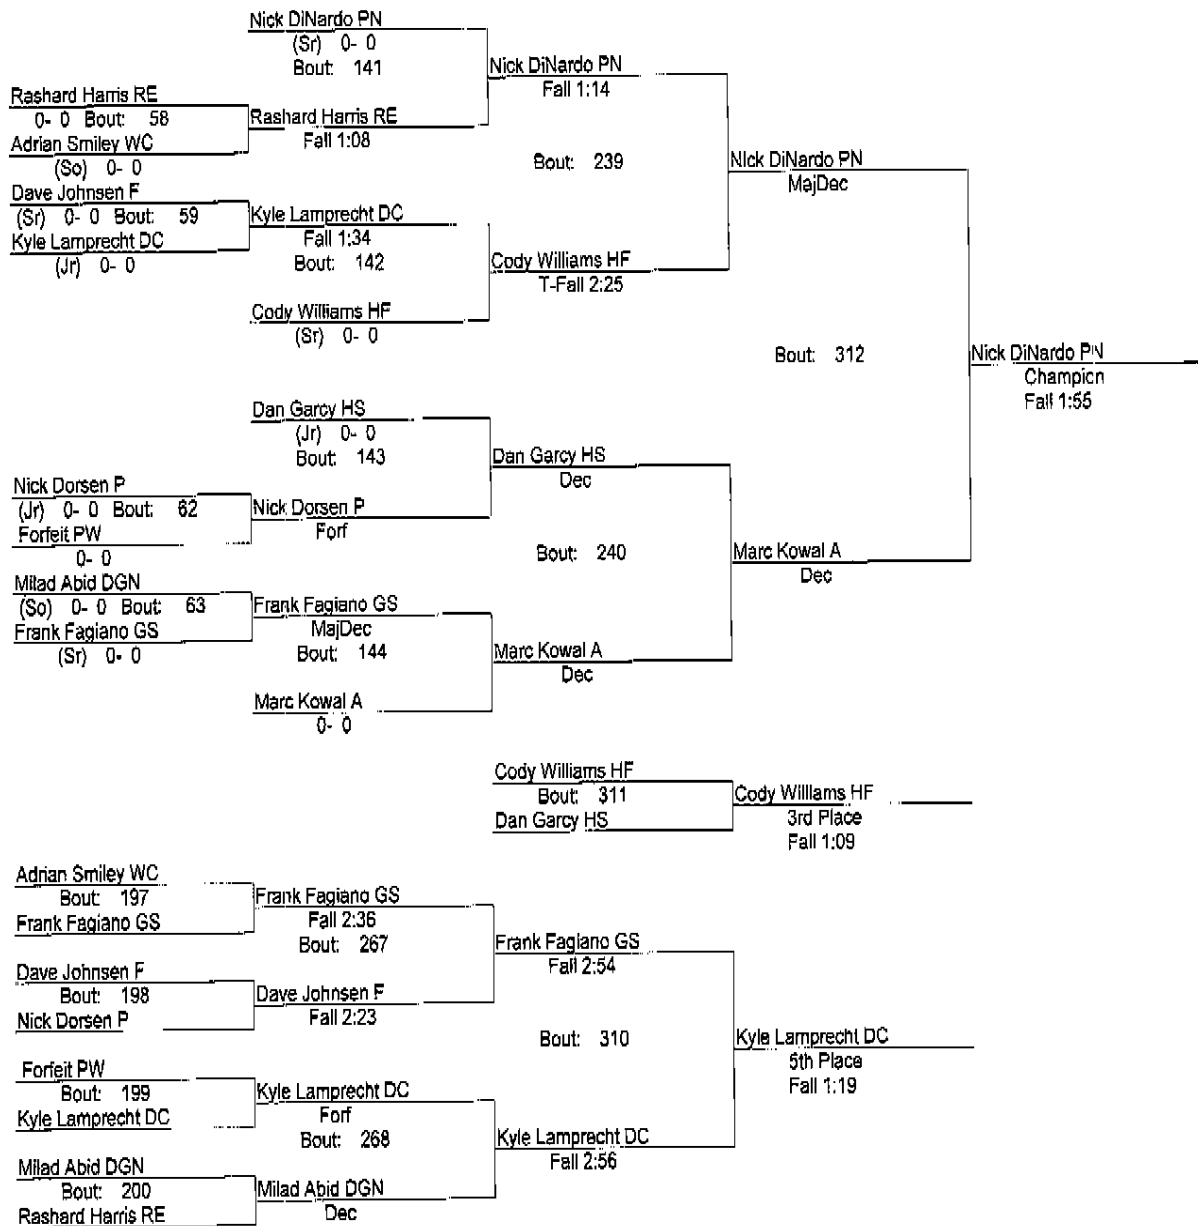 Nick DiNardo PN
(Sr) 0- 0
Bout: 141
Nick DiNardo PN
Fall 1:14
Rashard Harris RE
0- 0 Bout: 58
Rashard Harris RE
Fall 1:08
Adrian Smiley WC
(So) 0- 0
Bout: 239
Nick DiNardo PN
MajDec
Dave Johnsen F
(Sr) 0- 0 Bout: 59
Kyle Lamprecht DC
Fall 1:34
Bout: 142
Kyle Lamprecht DC
(Jr) 0- 0
Cody Williams HF
T-Fall 2:25
Cody Williams HF
(Sr) 0- 0
Bout: 312
Nick DiNardo PN
Champion
Fall 1:55
Dan Garcy HS
(Jr) 0- 0
Bout: 143
Dan Garcy HS
Dec
Nick Dorsen P
(Jr) 0- 0 Bout: 62
Nick Dorsen P
Forf
Forfeit PW
0- 0
Bout: 240
Marc Kowal A
Dec
Milad Abid DGN
(So) 0- 0 Bout: 63
Frank Fagiano GS
MajDec
Bout: 144
Frank Fagiano GS
(Sr) 0- 0
Marc Kowal A
Dec
Marc Kowal A
0- 0
Cody Williams HF
Bout: 311
Cody Williams HF
3rd Place
Fall 1:09
Dan Garcy HS
Adrian Smiley WC
Bout: 197
Frank Fagiano GS
Fall 2:36
Bout: 267
Frank Fagiano GS
Frank Fagiano GS
Fall 2:54
Dave Johnsen F
Bout: 198
Dave Johnsen F
Fall 2:23
Nick Dorsen P
Bout: 310
Kyle Lamprecht DC
5th Place
Fall 1:19
Forfeit PW
Bout: 199
Kyle Lamprecht DC
Forf
Bout: 268
Kyle Lamprecht DC
Kyle Lamprecht DC
Fall 2:56
Milad Abid DGN
Bout: 200
Milad Abid DGN
Dec
Rashard Harris RE